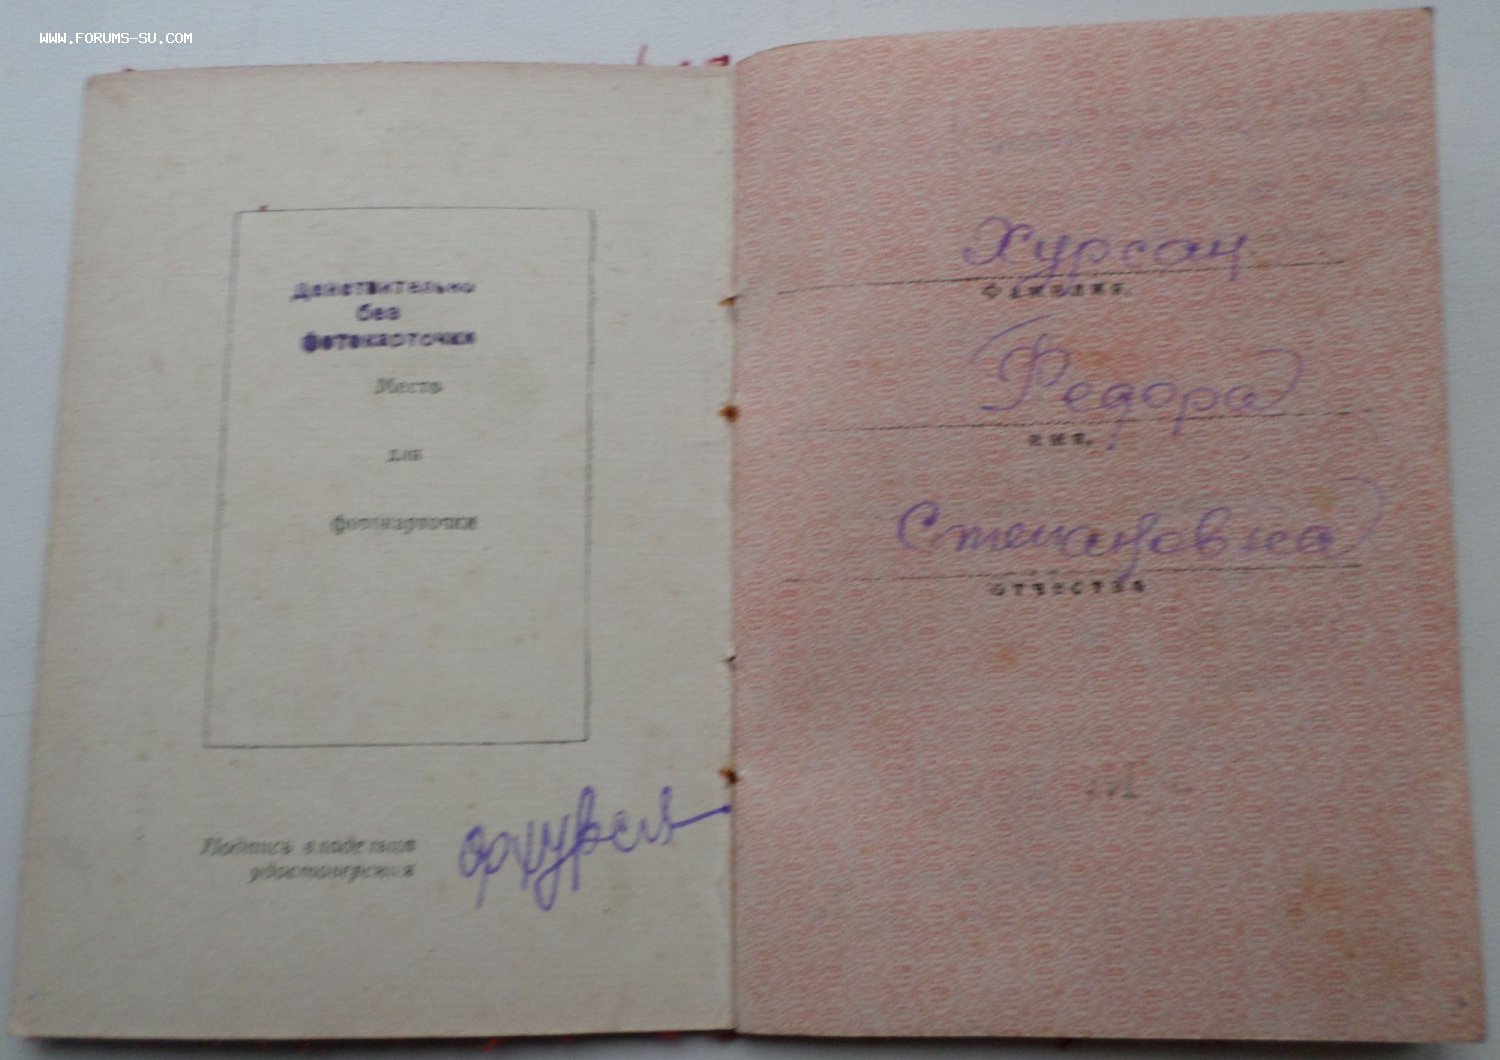 WWW.FORUMS-SU.COM
Действительно
без
фотокарточки
Место
для
фотокарточки
Подпись владельца
удостоверения
Хурсан
фамилия.
Федора
имя.
Степановна
отчество